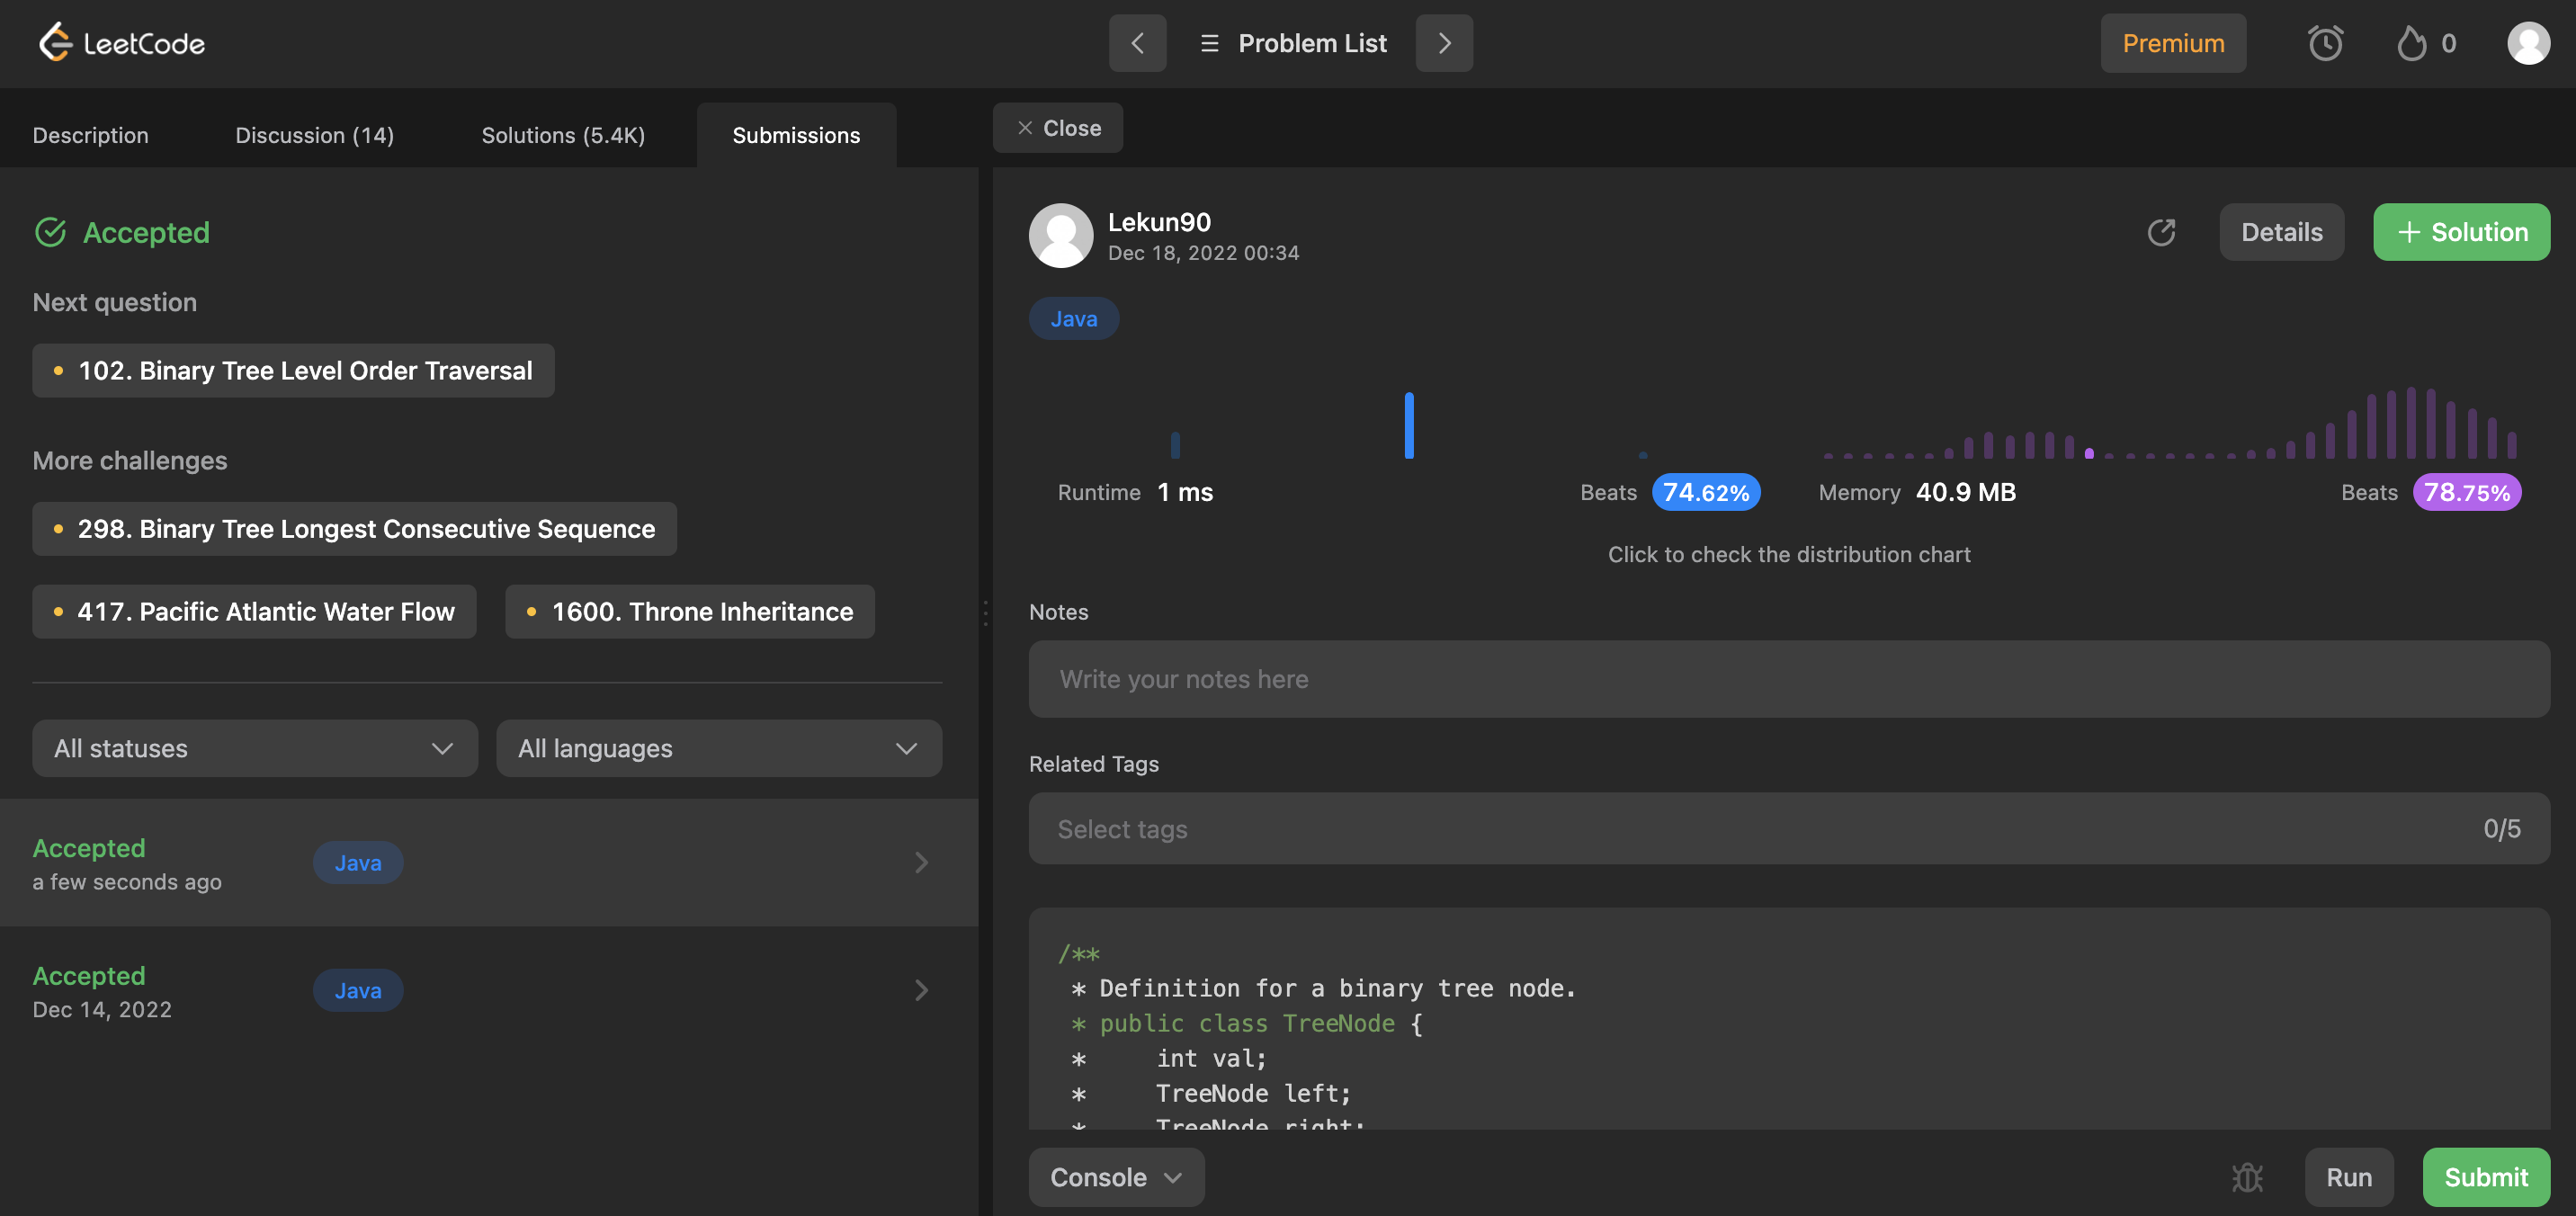 LeetCode
Problem List
Premium
0
Description
Discussion (14)
Solutions (5.4K)
Submissions
Close
Accepted
Next question
102. Binary Tree Level Order Traversal
More challenges
298. Binary Tree Longest Consecutive Sequence
417. Pacific Atlantic Water Flow
1600. Throne Inheritance
All statuses
All languages
Accepted
a few seconds ago
Java
Accepted
Dec 14, 2022
Java
Lekun90
Dec 18, 2022 00:34
Details
+ Solution
Java
Runtime 1 ms
Beats 74.62%
Memory 40.9 MB
Beats 78.75%
Click to check the distribution chart
Notes
Write your notes here
Related Tags
Select tags
0/5
/**
 * Definition for a binary tree node.
 * public class TreeNode {
 *     int val;
 *     TreeNode left;
 *     TreeNode right;
Console
Run
Submit